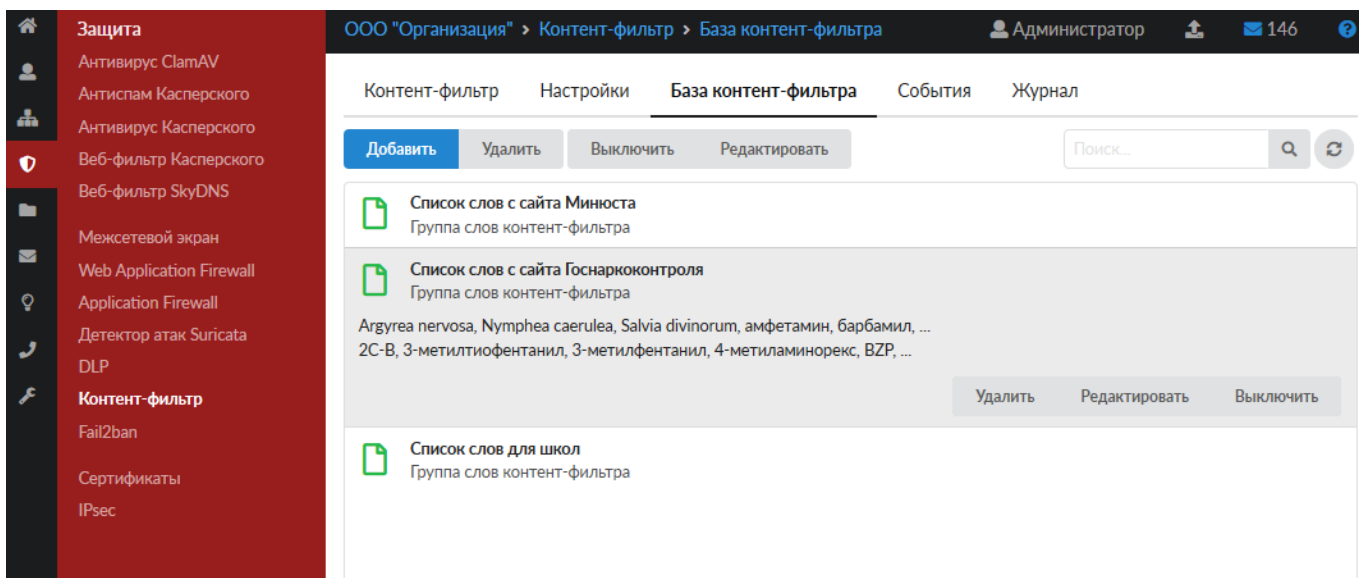 Защита
Антивирус ClamAV
Антиспам Касперского
Антивирус Касперского
Веб-фильтр Касперского
Веб-фильтр SkyDNS
Межсетевой экран
Web Application Firewall
Application Firewall
Детектор атак Suricata
DLP
Контент-фильтр
Fail2ban
Сертификаты
IPsec
ООО "Организация" > Контент-фильтр > База контент-фильтра
Администратор
146
?
Контент-фильтр Настройки База контент-фильтра События Журнал
Добавить Удалить Выключить Редактировать
Поиск...
Список слов с сайта Минюста
Группа слов контент-фильтра
Список слов с сайта Госнаркоконтроля
Группа слов контент-фильтра
Argyrea nervosa, Nymphea caerulea, Salvia divinorum, амфетамин, барбамил, ...
2C-B, 3-метилтиофентанил, 3-метилфентанил, 4-метиламинорекс, BZP, ...
Удалить Редактировать Выключить
Список слов для школ
Группа слов контент-фильтра